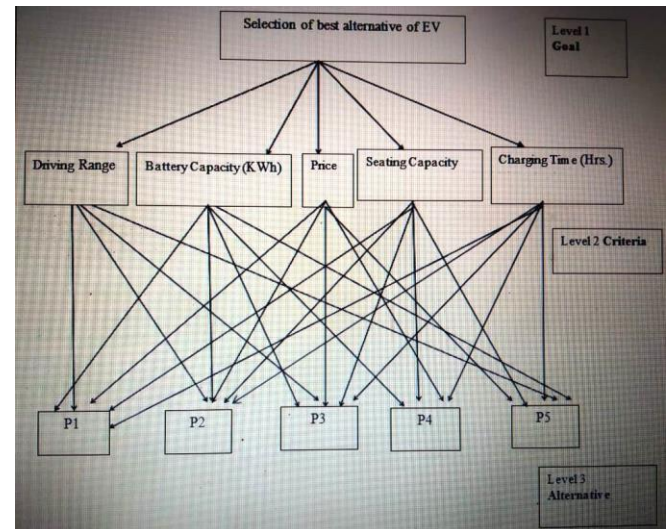 Selection of best alternative of EV
Level 1
Goal
Driving Range
Battery Capacity (KWh)
Price
Seating Capacity
Charging Time (Hrs.)
Level 2 Criteria
P1
P2
P3
P4
P5
Level 3
Alternative